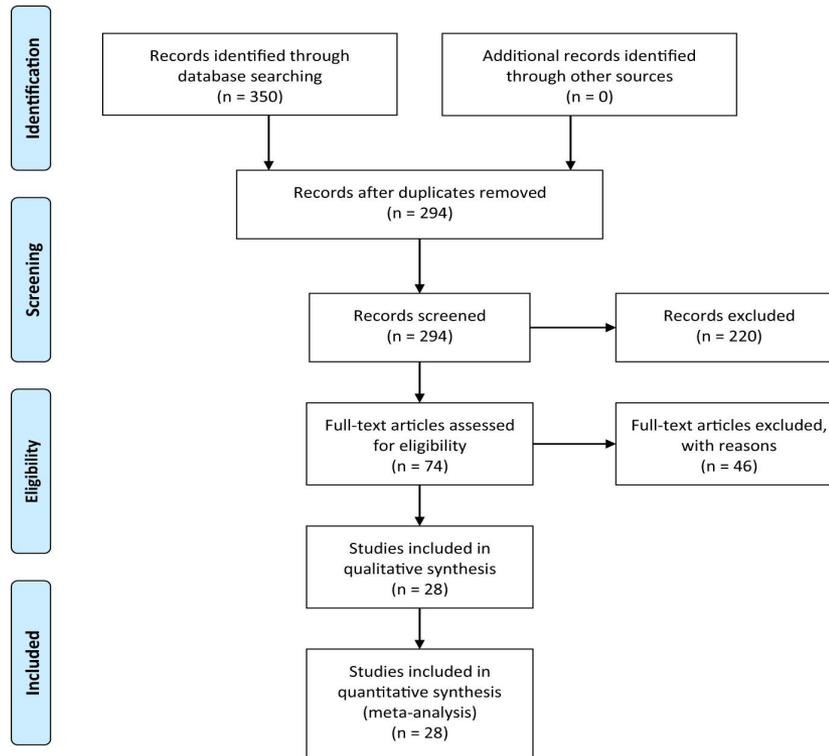 Identification
Records identified through
database searching
(n = 350)
Additional records identified
through other sources
(n = 0)
Records after duplicates removed
(n = 294)
Screening
Records screened
(n = 294)
Records excluded
(n = 220)
Eligibility
Full-text articles assessed
for eligibility
(n = 74)
Full-text articles excluded,
with reasons
(n = 46)
Studies included in
qualitative synthesis
(n = 28)
Included
Studies included in
quantitative synthesis
(meta-analysis)
(n = 28)